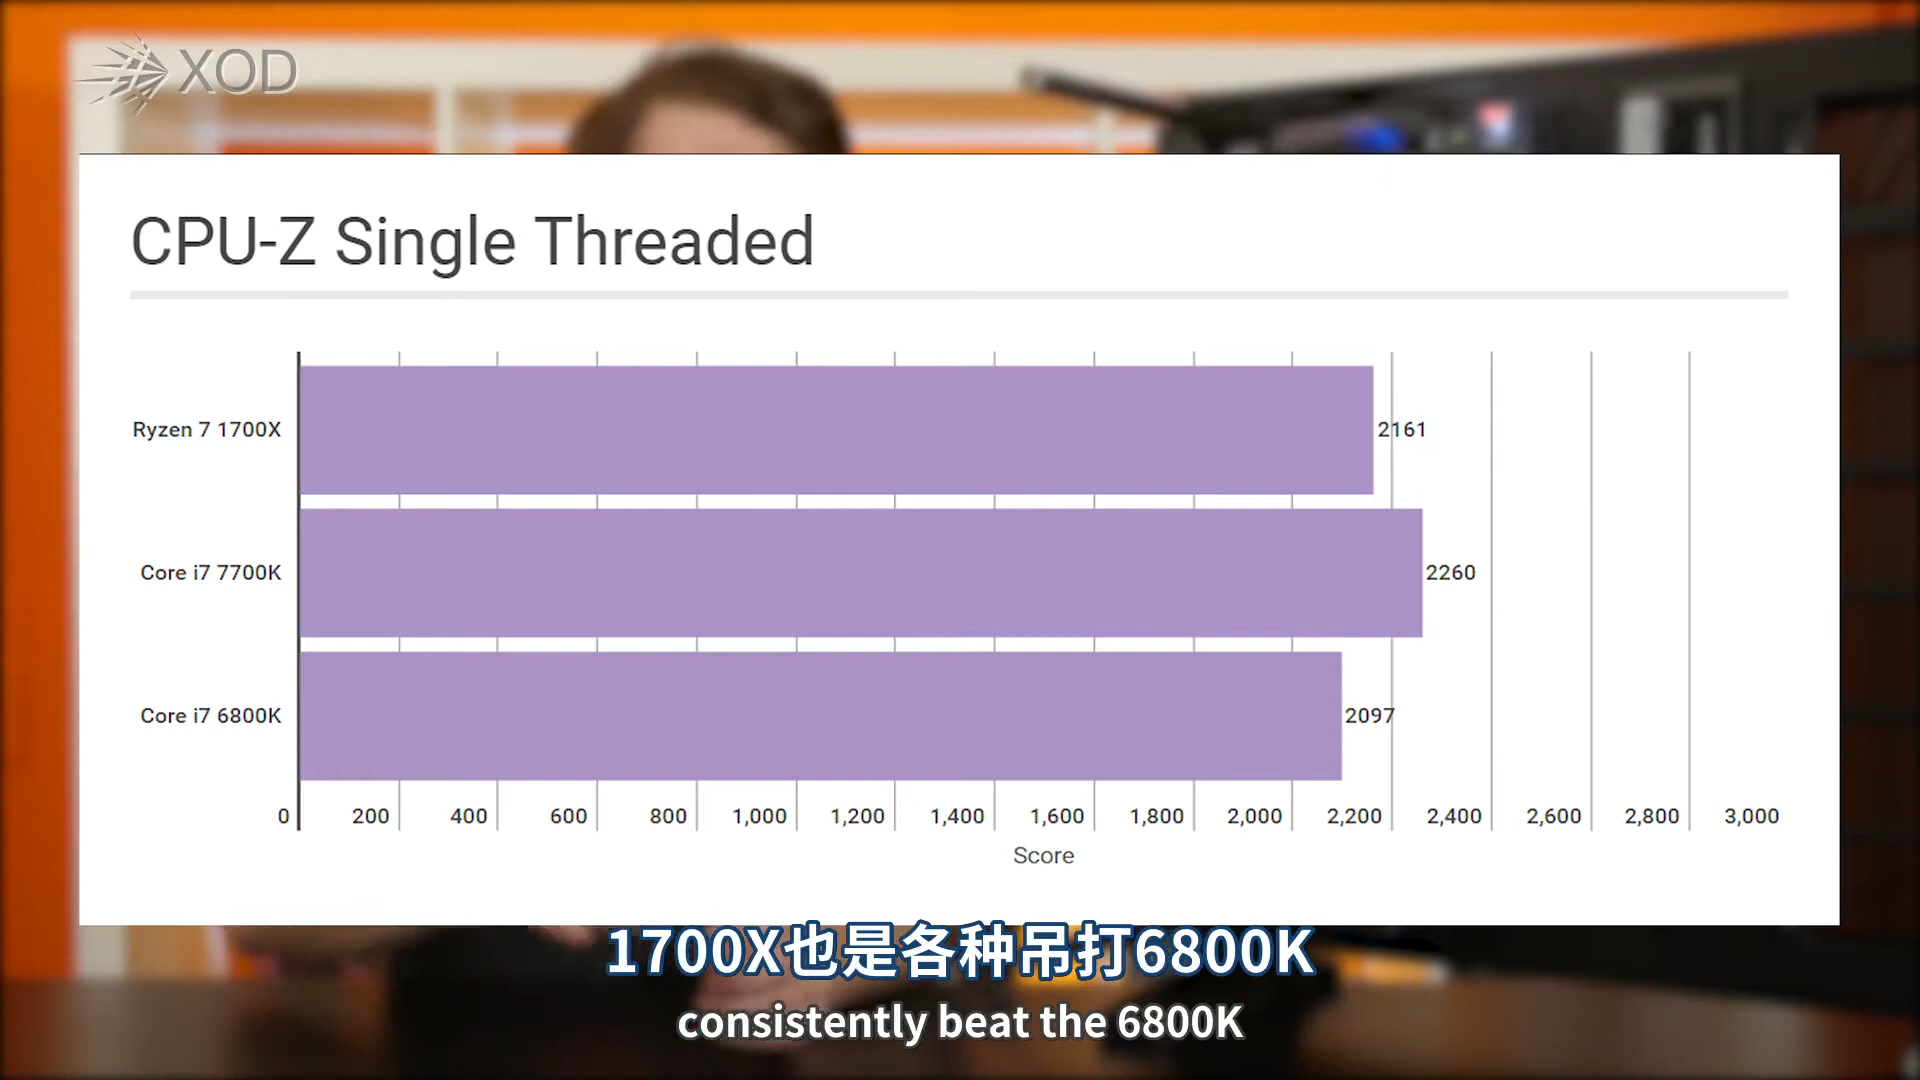 XOD
CPU-Z Single Threaded
Ryzen 7 1700X
2161
Core i7 7700K
2260
Core i7 6800K
2097
0 200 400 600 800 1,000 1,200 1,400 1,600 1,800 2,000 2,200 2,400 2,600 2,800 3,000
Score
1700X也是各种吊打6800K
consistently beat the 6800K